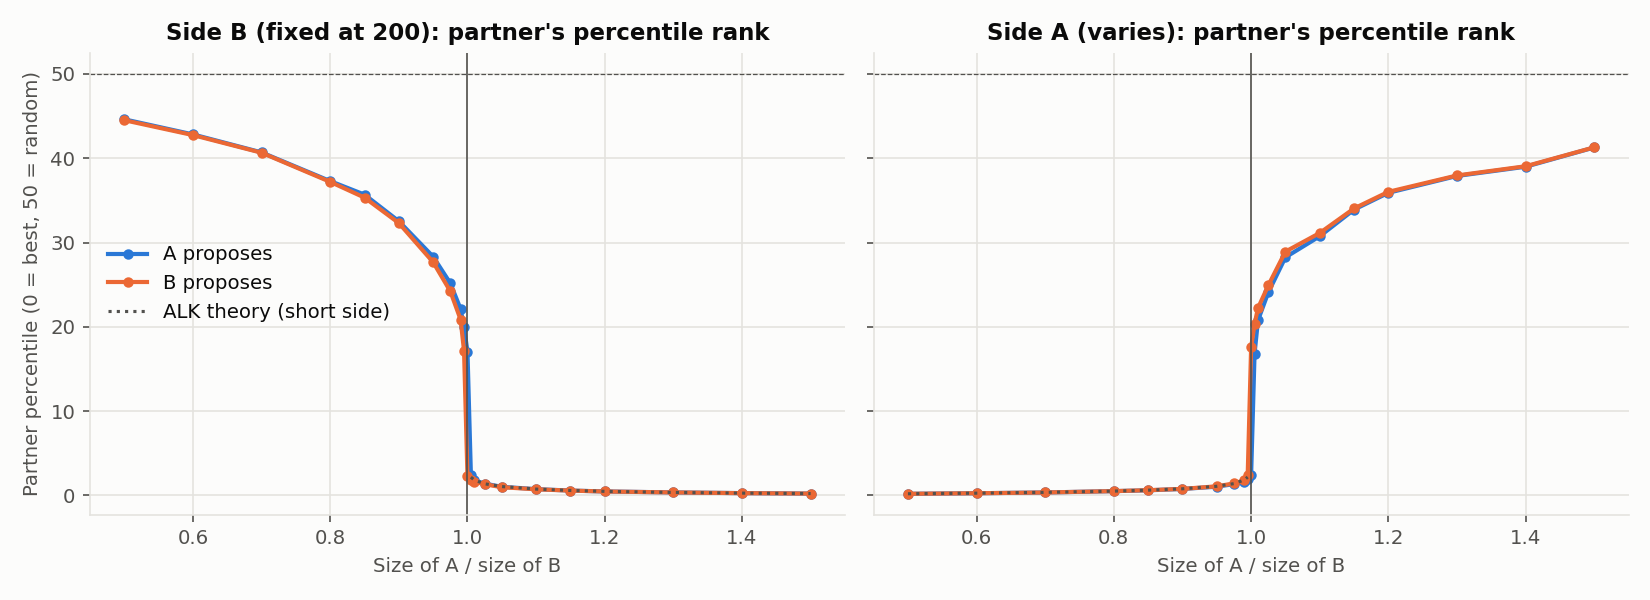 Side B (fixed at 200): partner's percentile rank
Side A (varies): partner's percentile rank
Partner percentile (0 = best, 50 = random)
50
40
30
20
10
0
A proposes
B proposes
ALK theory (short side)
0.6
0.8
1.0
1.2
1.4
0.6
0.8
1.0
1.2
1.4
Size of A / size of B
Size of A / size of B